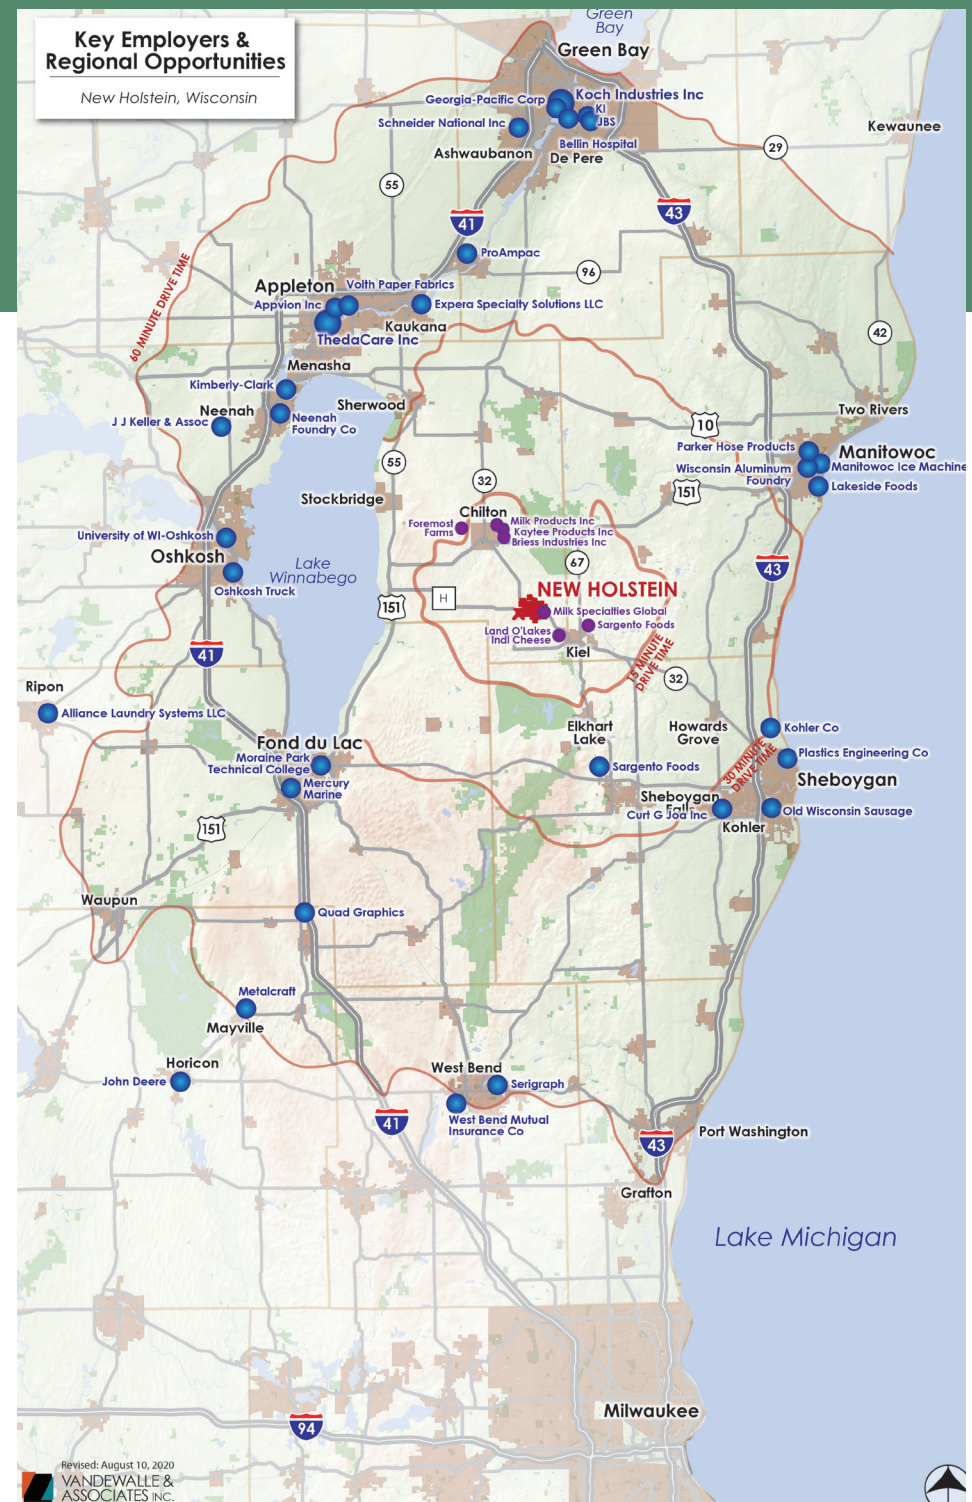 Key Employers &
Regional Opportunities
New Holstein, Wisconsin
Green
Bay
Green Bay
Georgia-Pacific Corp
Koch Industries Inc
KI
JBS
Schneider National Inc
Bellin Hospital
Ashwaubanon
De Pere
Kewaunee
29
55
41
43
ProAmpac
96
60 MINUTE DRIVE TIME
Appleton
Voith Paper Fabrics
Appvion Inc
Expera Specialty Solutions LLC
Kaukana
ThedaCare Inc
42
Menasha
Kimberly-Clark
Neenah
Sherwood
J J Keller & Assoc
Neenah
Foundry Co
Two Rivers
10
Parker Hose Products
Manitowoc
Wisconsin Aluminum
Foundry
Manitowoc Ice Machine
Lakeside Foods
55
32
151
Stockbridge
Chilton
Foremost
Farms
Milk Products Inc
Kaytee Products Inc
Briess Industries Inc
University of WI-Oshkosh
Oshkosh
Oshkosh Truck
Lake
Winnabego
67
43
NEW HOLSTEIN
151
H
Milk Specialties Global
Sargento Foods
Land O'Lakes
Indl Cheese
Kiel
15 MINUTE
DRIVE TIME
41
32
Ripon
Alliance Laundry Systems LLC
Elkhart
Lake
Howards
Grove
Kohler Co
Fond du Lac
Moraine Park
Technical College
Mercury
Marine
Sargento Foods
30 MINUTE
DRIVE TIME
Plastics Engineering Co
Sheboygan
Sheboygan
Falls
Curt G Joa Inc
Old Wisconsin Sausage
Kohler
151
Waupun
Quad Graphics
Metalcraft
Mayville
Horicon
John Deere
West Bend
Serigraph
West Bend Mutual
Insurance Co
41
43
Port Washington
Grafton
Lake Michigan
Milwaukee
94
Revised: August 10, 2020
VANDEWALLE &
ASSOCIATES INC.